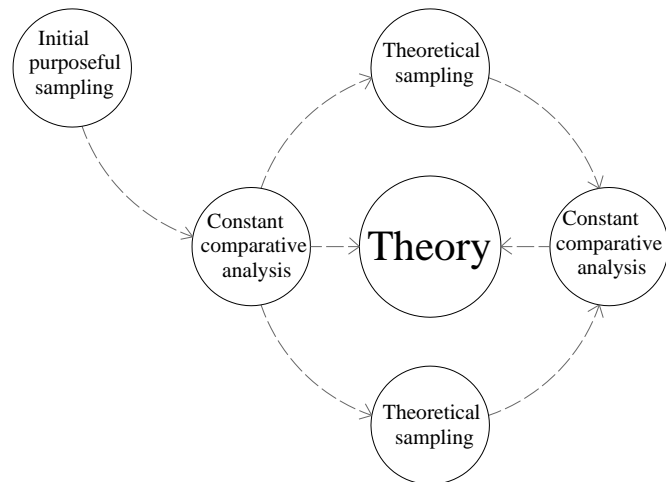 Initial
purposeful
sampling
Theoretical
sampling
Constant
comparative
analysis
Theory
Constant
comparative
analysis
Theoretical
sampling